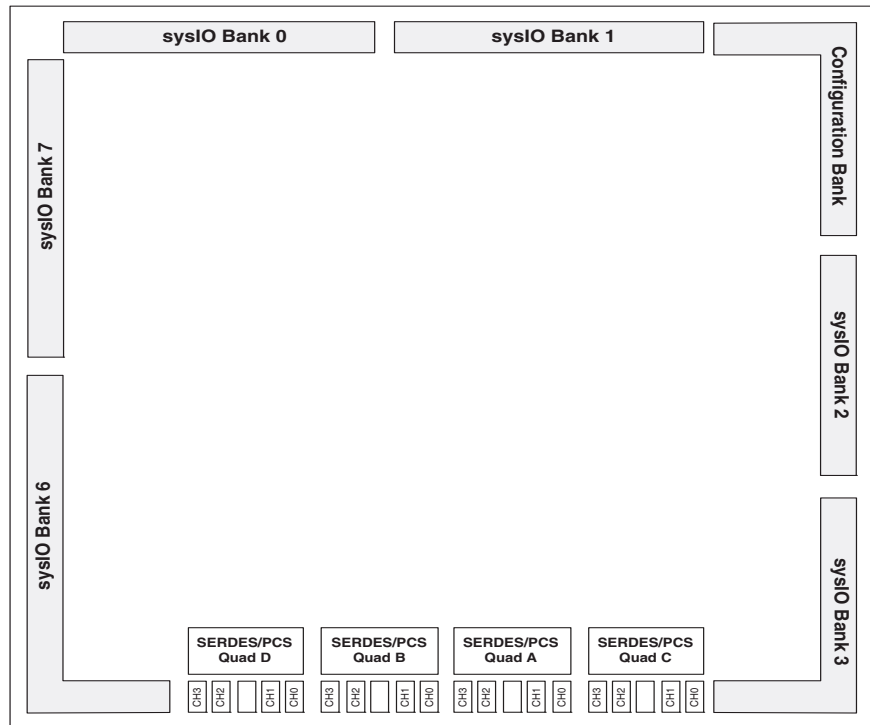 sysIO Bank 0
sysIO Bank 1
Configuration Bank
sysIO Bank 7
sysIO Bank 2
sysIO Bank 6
sysIO Bank 3
SERDES/PCS
Quad D
SERDES/PCS
Quad B
SERDES/PCS
Quad A
SERDES/PCS
Quad C
CH3
CH2
CH1
CH0
CH3
CH2
CH1
CH0
CH3
CH2
CH1
CH0
CH3
CH2
CH1
CH0